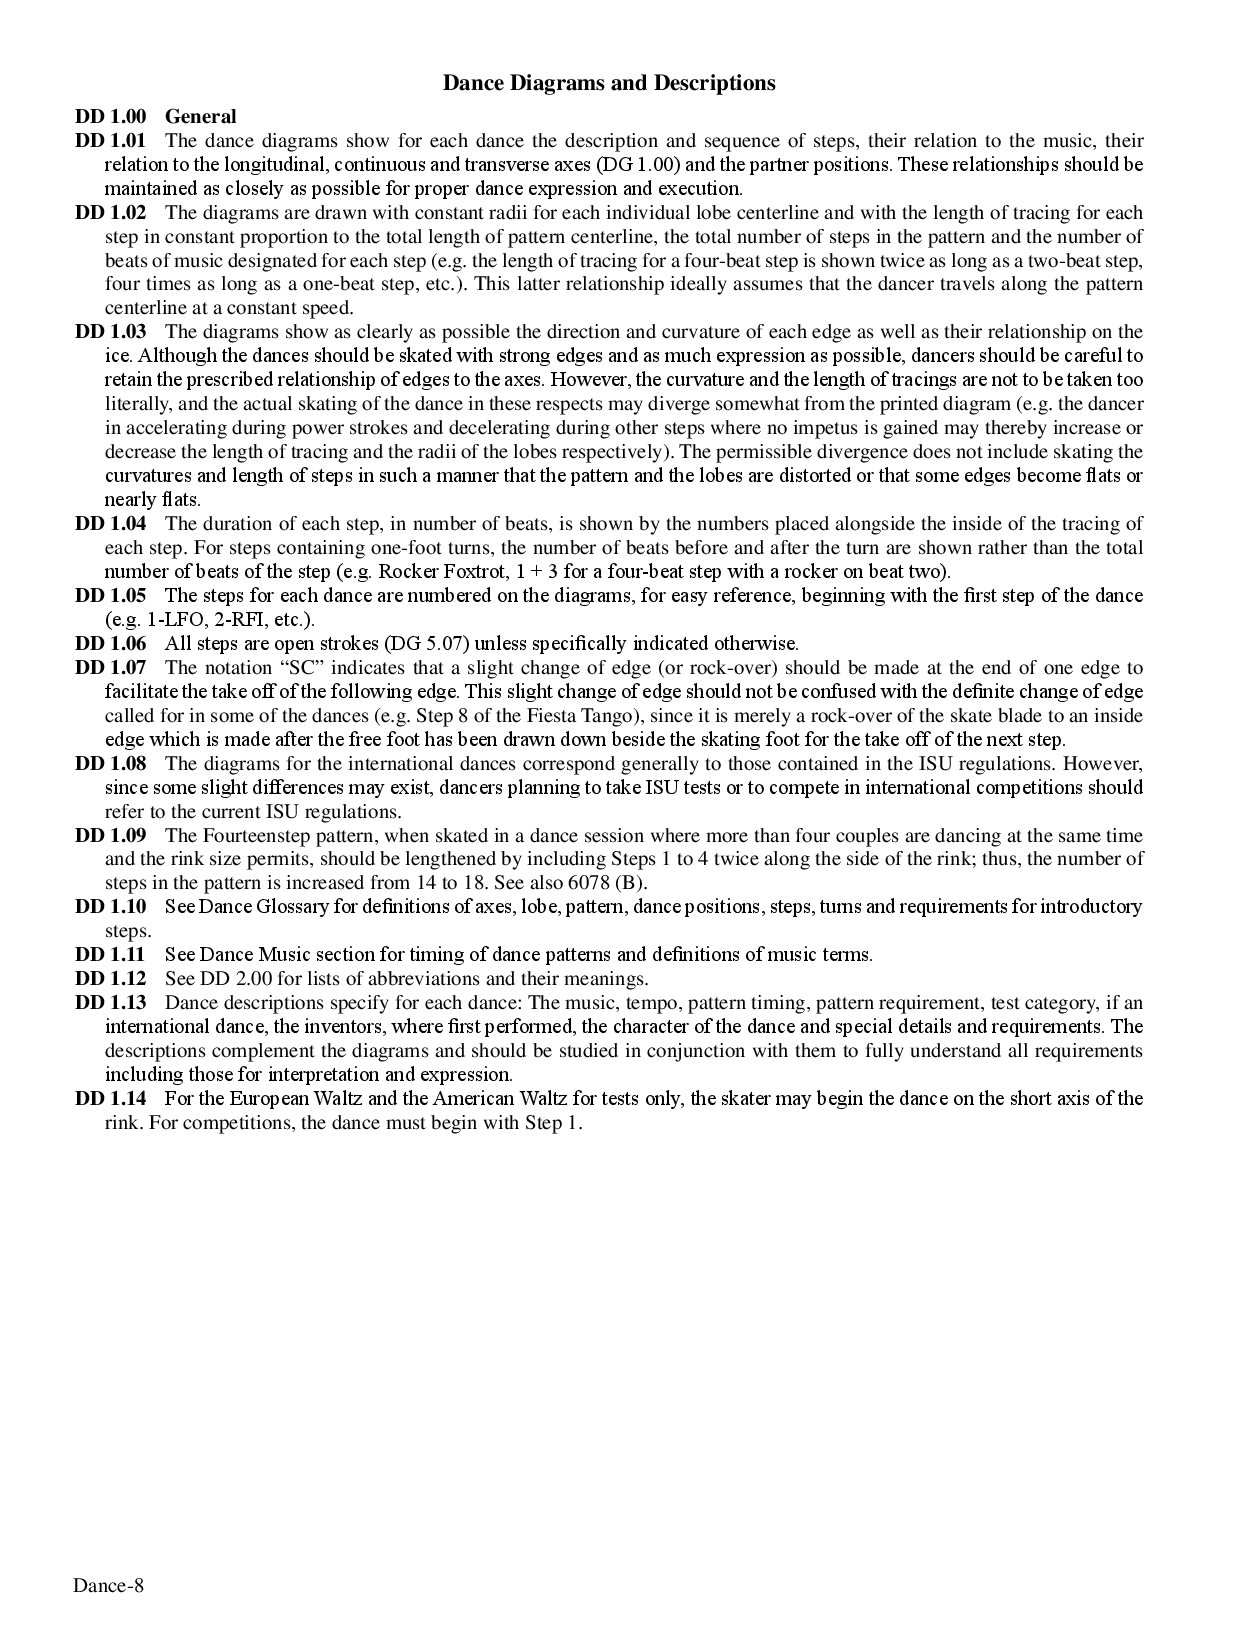 Dance Diagrams and Descriptions
DD 1.00 General
DD 1.01 The dance diagrams show for each dance the description and sequence of steps, their relation to the music, their
relation to the longitudinal, continuous and transverse axes (DG 1.00) and the partner positions. These relationships should be
maintained as closely as possible for proper dance expression and execution.
DD 1.02 The diagrams are drawn with constant radii for each individual lobe centerline and with the length of tracing for each
step in constant proportion to the total length of pattern centerline, the total number of steps in the pattern and the number of
beats of music designated for each step (e.g. the length of tracing for a four-beat step is shown twice as long as a two-beat step,
four times as long as a one-beat step, etc.). This latter relationship ideally assumes that the dancer travels along the pattern
centerline at a constant speed.
DD 1.03 The diagrams show as clearly as possible the direction and curvature of each edge as well as their relationship on the
ice. Although the dances should be skated with strong edges and as much expression as possible, dancers should be careful to
retain the prescribed relationship of edges to the axes. However, the curvature and the length of tracings are not to be taken too
literally, and the actual skating of the dance in these respects may diverge somewhat from the printed diagram (e.g. the dancer
in accelerating during power strokes and decelerating during other steps where no impetus is gained may thereby increase or
decrease the length of tracing and the radii of the lobes respectively). The permissible divergence does not include skating the
curvatures and length of steps in such a manner that the pattern and the lobes are distorted or that some edges become flats or
nearly flats.
DD 1.04 The duration of each step, in number of beats, is shown by the numbers placed alongside the inside of the tracing of
each step. For steps containing one-foot turns, the number of beats before and after the turn are shown rather than the total
number of beats of the step (e.g. Rocker Foxtrot, 1 + 3 for a four-beat step with a rocker on beat two).
DD 1.05 The steps for each dance are numbered on the diagrams, for easy reference, beginning with the first step of the dance
(e.g. 1-LFO, 2-RFI, etc.).
DD 1.06 All steps are open strokes (DG 5.07) unless specifically indicated otherwise.
DD 1.07 The notation “SC” indicates that a slight change of edge (or rock-over) should be made at the end of one edge to
facilitate the take off of the following edge. This slight change of edge should not be confused with the definite change of edge
called for in some of the dances (e.g. Step 8 of the Fiesta Tango), since it is merely a rock-over of the skate blade to an inside
edge which is made after the free foot has been drawn down beside the skating foot for the take off of the next step.
DD 1.08 The diagrams for the international dances correspond generally to those contained in the ISU regulations. However,
since some slight differences may exist, dancers planning to take ISU tests or to compete in international competitions should
refer to the current ISU regulations.
DD 1.09 The Fourteenstep pattern, when skated in a dance session where more than four couples are dancing at the same time
and the rink size permits, should be lengthened by including Steps 1 to 4 twice along the side of the rink; thus, the number of
steps in the pattern is increased from 14 to 18. See also 6078 (B).
DD 1.10 See Dance Glossary for definitions of axes, lobe, pattern, dance positions, steps, turns and requirements for introductory
steps.
DD 1.11 See Dance Music section for timing of dance patterns and definitions of music terms.
DD 1.12 See DD 2.00 for lists of abbreviations and their meanings.
DD 1.13 Dance descriptions specify for each dance: The music, tempo, pattern timing, pattern requirement, test category, if an
international dance, the inventors, where first performed, the character of the dance and special details and requirements. The
descriptions complement the diagrams and should be studied in conjunction with them to fully understand all requirements
including those for interpretation and expression.
DD 1.14 For the European Waltz and the American Waltz for tests only, the skater may begin the dance on the short axis of the
rink. For competitions, the dance must begin with Step 1.
Dance-8